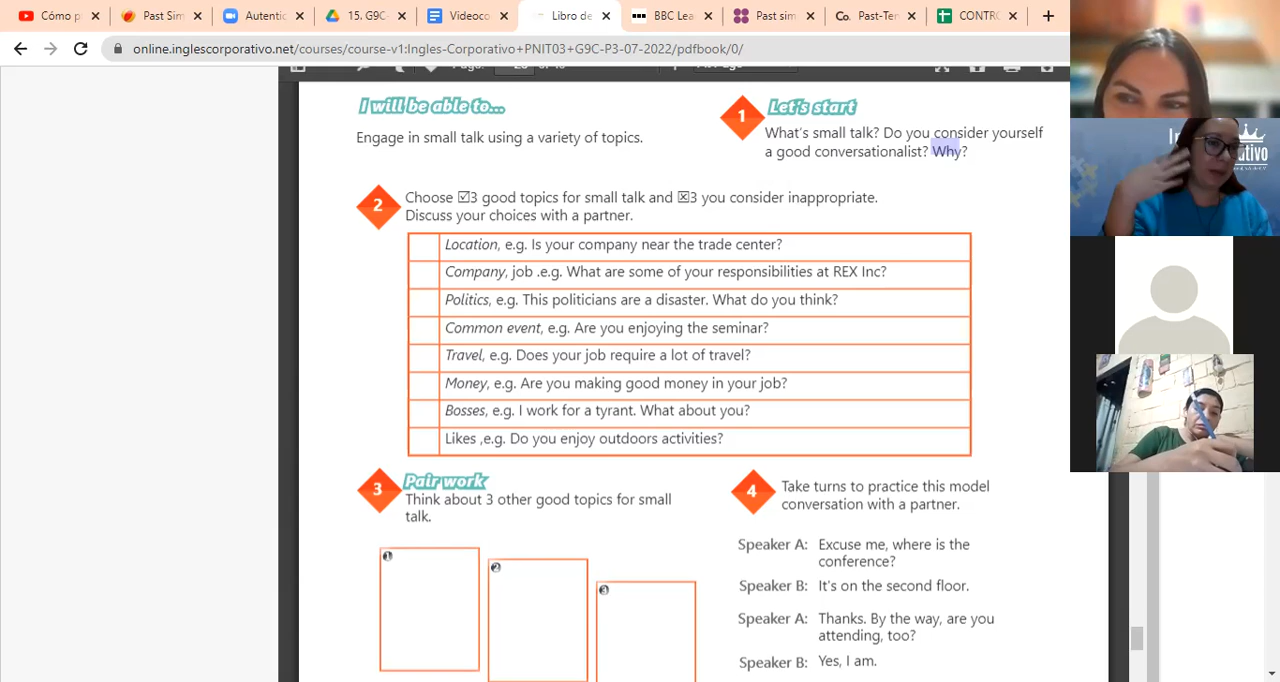 Cómo p
Past Sim
Autentic
15. G9C -
Videoco
Libro de
BBC Lea
Past sim
Co.
Past-Ten
CONTRO
online.inglescorporativo.net/courses/course-v1:Ingles-Corporativo+PNIT03+G9C-P3-07-2022/pdfbook/0/
I will be able to...
Engage in small talk using a variety of topics.
1
Let's start
What's small talk? Do you consider yourself
a good conversationalist? Why?
2
Choose ☑3 good topics for small talk and ☒3 you consider inappropriate.
Discuss your choices with a partner.
Location, e.g. Is your company near the trade center?
Company, job .e.g. What are some of your responsibilities at REX Inc?
Politics, e.g. This politicians are a disaster. What do you think?
Common event, e.g. Are you enjoying the seminar?
Travel, e.g. Does your job require a lot of travel?
Money, e.g. Are you making good money in your job?
Bosses, e.g. I work for a tyrant. What about you?
Likes ,e.g. Do you enjoy outdoors activities?
3
Pair work
Think about 3 other good topics for small
talk.
1
2
3
4
Take turns to practice this model
conversation with a partner.
Speaker A: Excuse me, where is the
conference?
Speaker B: It's on the second floor.
Speaker A: Thanks. By the way, are you
attending, too?
Speaker B: Yes, I am.